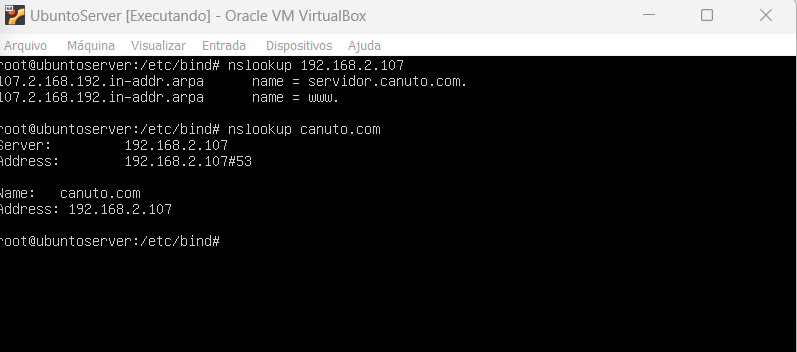 UbuntoServer [Executando] - Oracle VM VirtualBox
Arquivo Máquina Visualizar Entrada Dispositivos Ajuda
root@ubuntoserver:/etc/bind# nslookup 192.168.2.107
107.2.168.192.in-addr.arpa name = servidor.canuto.com.
107.2.168.192.in-addr.arpa name = www.
root@ubuntoserver:/etc/bind# nslookup canuto.com
Server: 192.168.2.107
Address: 192.168.2.107#53
Name: canuto.com
Address: 192.168.2.107
root@ubuntoserver:/etc/bind#